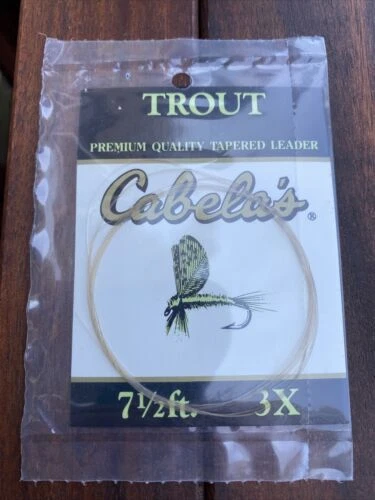 TROUT
PREMIUM QUALITY TAPERED LEADER
Cabela's®
7½ft. 3X